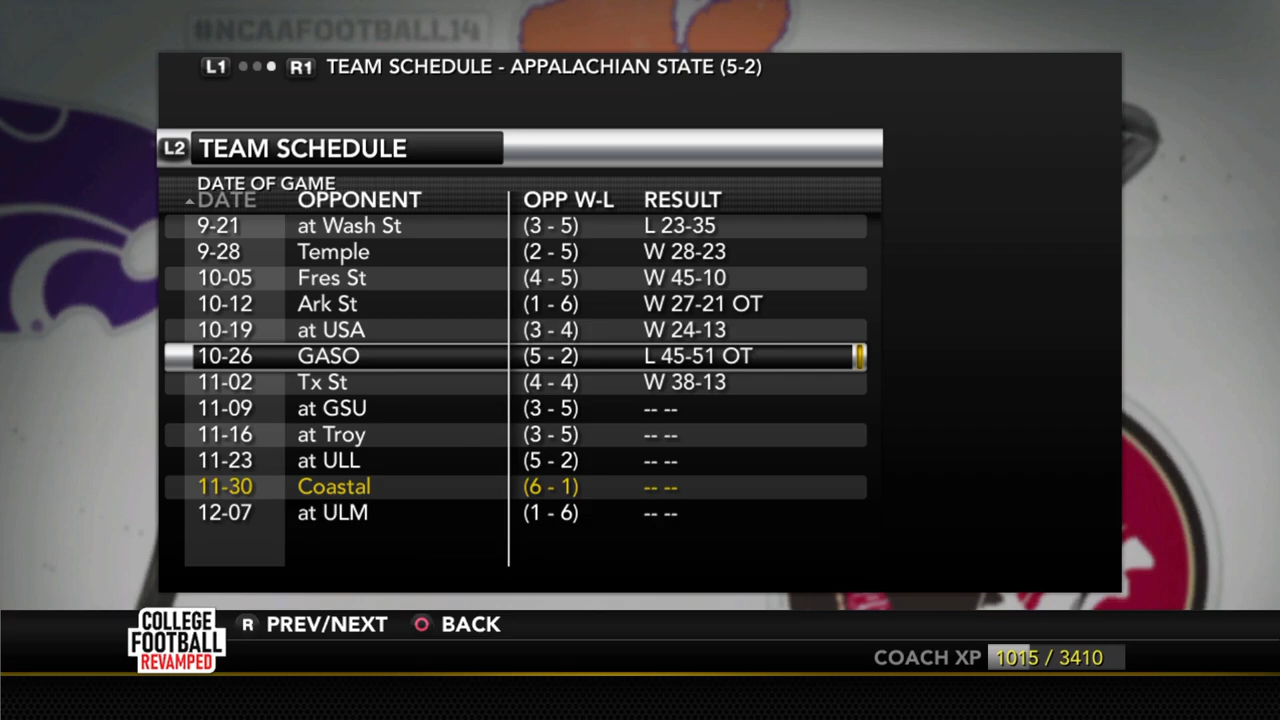 #NCAAFOOTBALL14
L1 R1 TEAM SCHEDULE - APPALACHIAN STATE (5-2)
L2 TEAM SCHEDULE
DATE OF GAME
DATE OPPONENT OPP W-L RESULT
9-21 at Wash St (3 - 5) L 23-35
9-28 Temple (2 - 5) W 28-23
10-05 Fres St (4 - 5) W 45-10
10-12 Ark St (1 - 6) W 27-21 OT
10-19 at USA (3 - 4) W 24-13
10-26 GASO (5 - 2) L 45-51 OT
11-02 Tx St (4 - 4) W 38-13
11-09 at GSU (3 - 5) -- --
11-16 at Troy (3 - 5) -- --
11-23 at ULL (5 - 2) -- --
11-30 Coastal (6 - 1) -- --
12-07 at ULM (1 - 6) -- --
COLLEGE
FOOTBALL
REVAMPED
R PREV/NEXT BACK
COACH XP 1015 / 3410